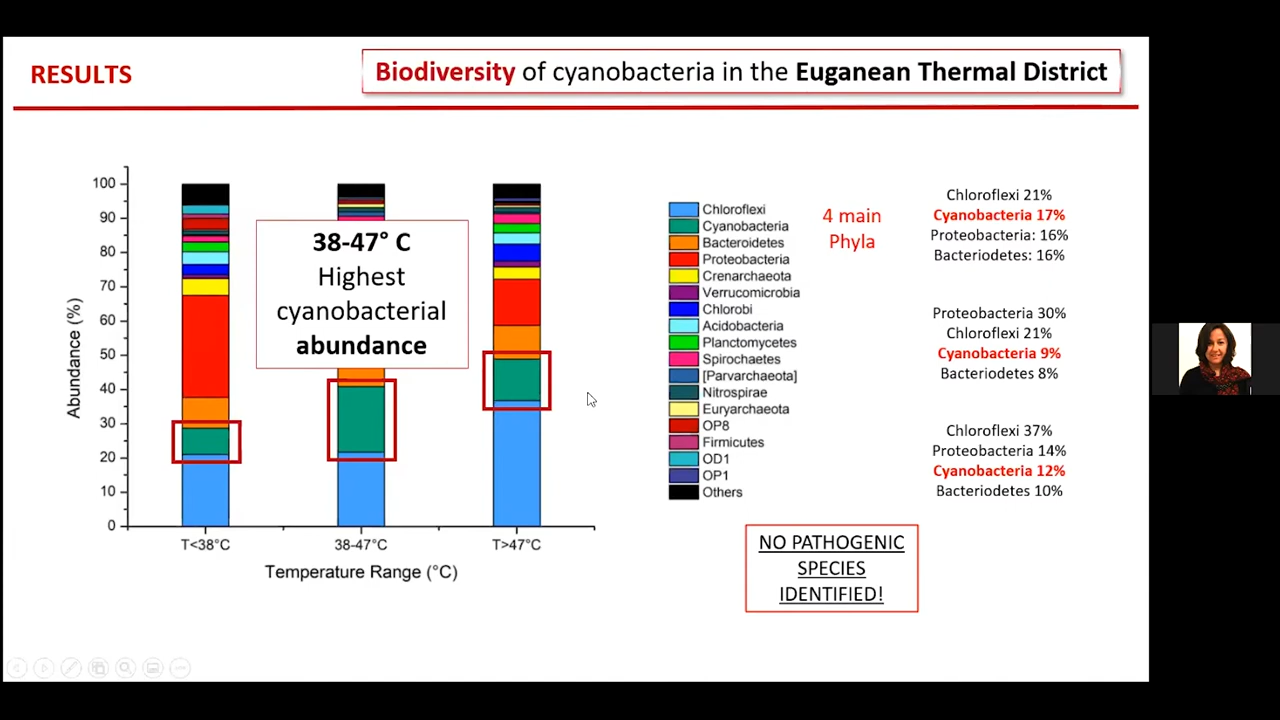 RESULTS
Biodiversity of cyanobacteria in the Euganean Thermal District
100
90
80
70
60
50
40
30
20
10
0
Abundance (%)
T<38°C
38-47°C
T>47°C
Temperature Range (°C)
38-47° C
Highest
cyanobacterial
abundance
Chloroflexi
Cyanobacteria
Bacteroidetes
Proteobacteria
Crenarchaeota
Verrucomicrobia
Chlorobi
Acidobacteria
Planctomycetes
Spirochaetes
[Parvarchaeota]
Nitrospirae
Euryarchaeota
OP8
Firmicutes
OD1
OP1
Others
4 main
Phyla
Chloroflexi 21%
Cyanobacteria 17%
Proteobacteria: 16%
Bacteriodetes: 16%
Proteobacteria 30%
Chloroflexi 21%
Cyanobacteria 9%
Bacteriodetes 8%
Chloroflexi 37%
Proteobacteria 14%
Cyanobacteria 12%
Bacteriodetes 10%
NO PATHOGENIC
SPECIES
IDENTIFIED!